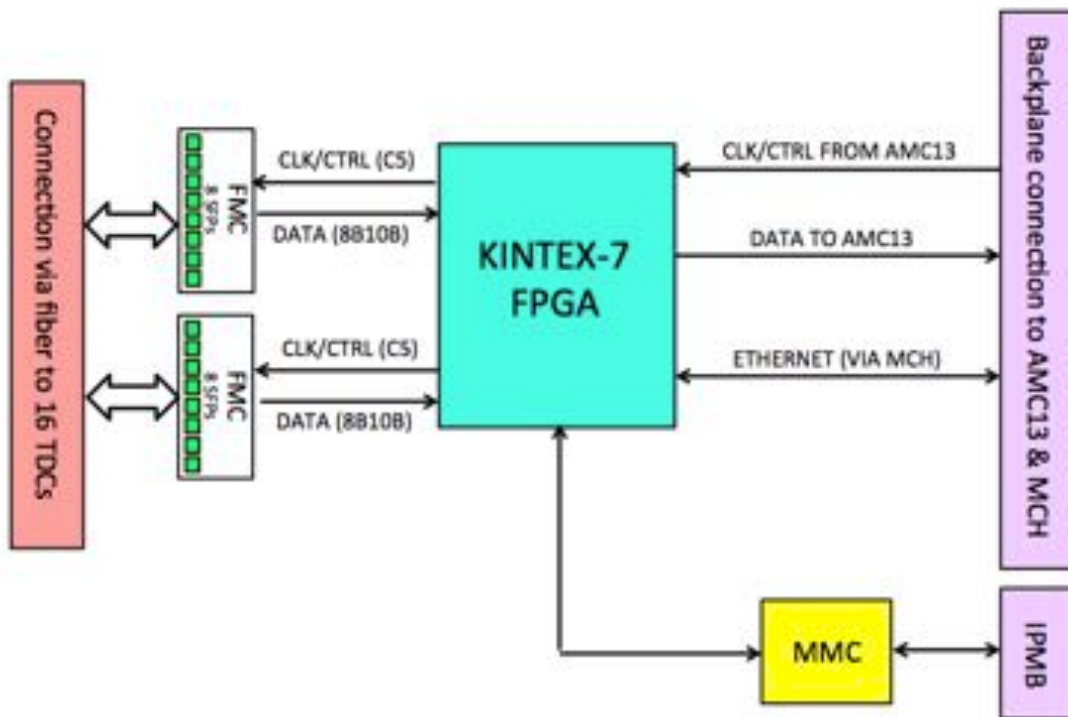 Connection via fiber to 16 TDCs
FMC
8 SFPs
CLK/CTRL (C5)
DATA (8B10B)
FMC
8 SFPs
CLK/CTRL (C5)
DATA (8B10B)
KINTEX-7
FPGA
CLK/CTRL FROM AMC13
DATA TO AMC13
ETHERNET (VIA MCH)
Backplane connection to AMC13 & MCH
MMC
IPMB